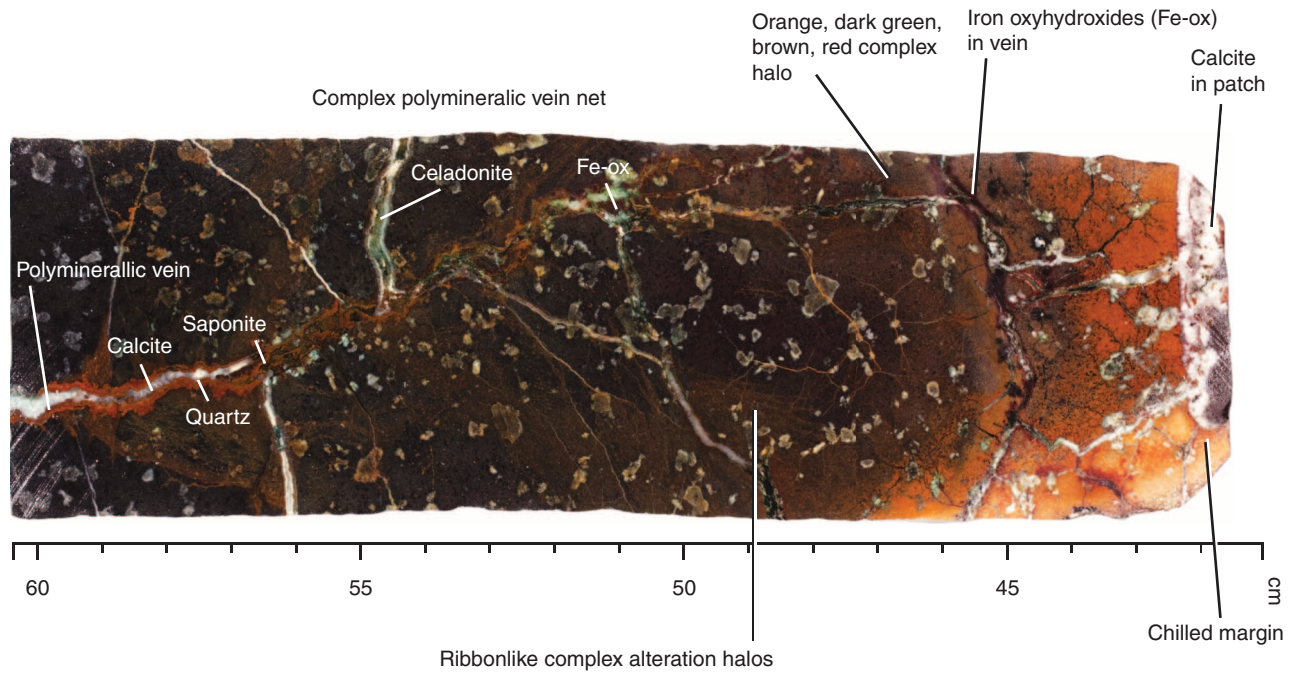 Orange, dark green,
brown, red complex
halo
Iron oxyhydroxides (Fe-ox)
in vein
Calcite
in patch
Complex polymineralic vein net
Celadonite
Fe-ox
Polyminerallic vein
Saponite
Calcite
Quartz
60
55
50
45
cm
Chilled margin
Ribbonlike complex alteration halos